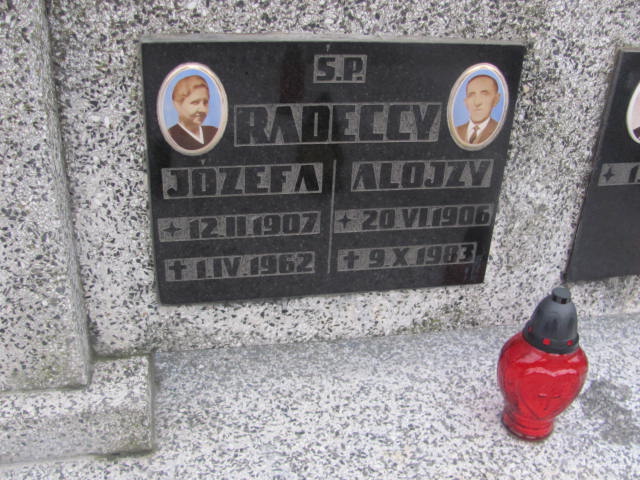 Ś.P.
RADECCY
JÓZEFA
✦ 12.II.1907
✝ 1.IV.1962
ALOJZY
✦ 20.VI.1906
✝ 9.X.1983